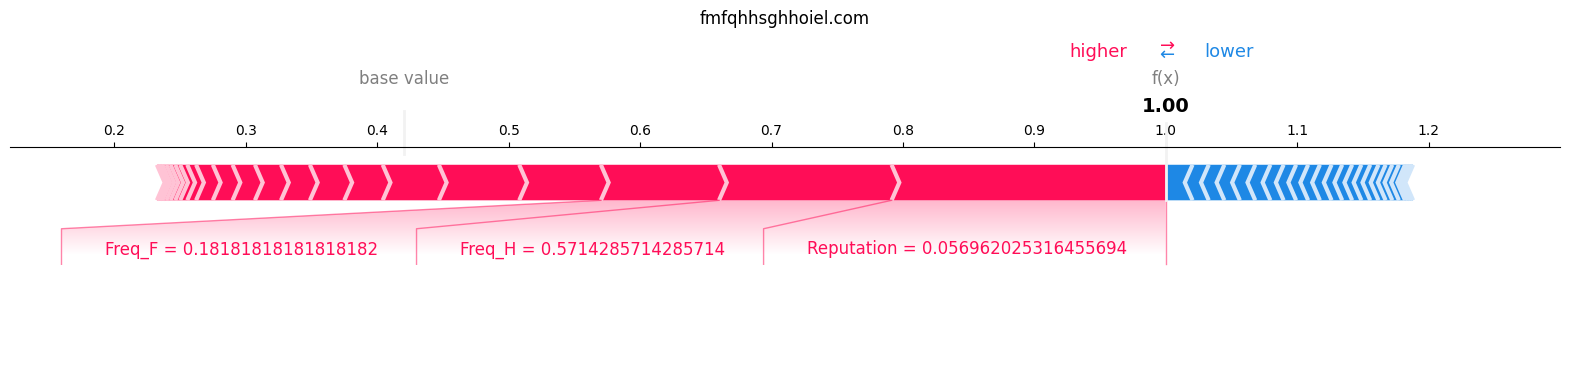 fmfqhhsghhoiel.com
higher ⇄ lower
base value f(x)
1.00
0.2 0.3 0.4 0.5 0.6 0.7 0.8 0.9 1.0 1.1 1.2
Freq_F = 0.18181818181818182 Freq_H = 0.5714285714285714 Reputation = 0.056962025316455694